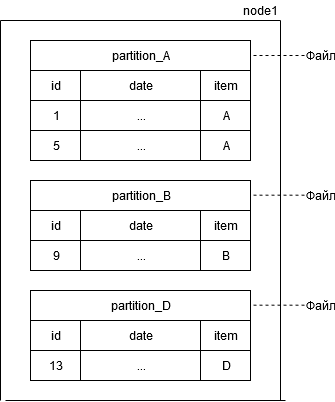 node1
partition_A
Файл
id date item
1 ... A
5 ... A
partition_B
Файл
id date item
9 ... B
partition_D
Файл
id date item
13 ... D